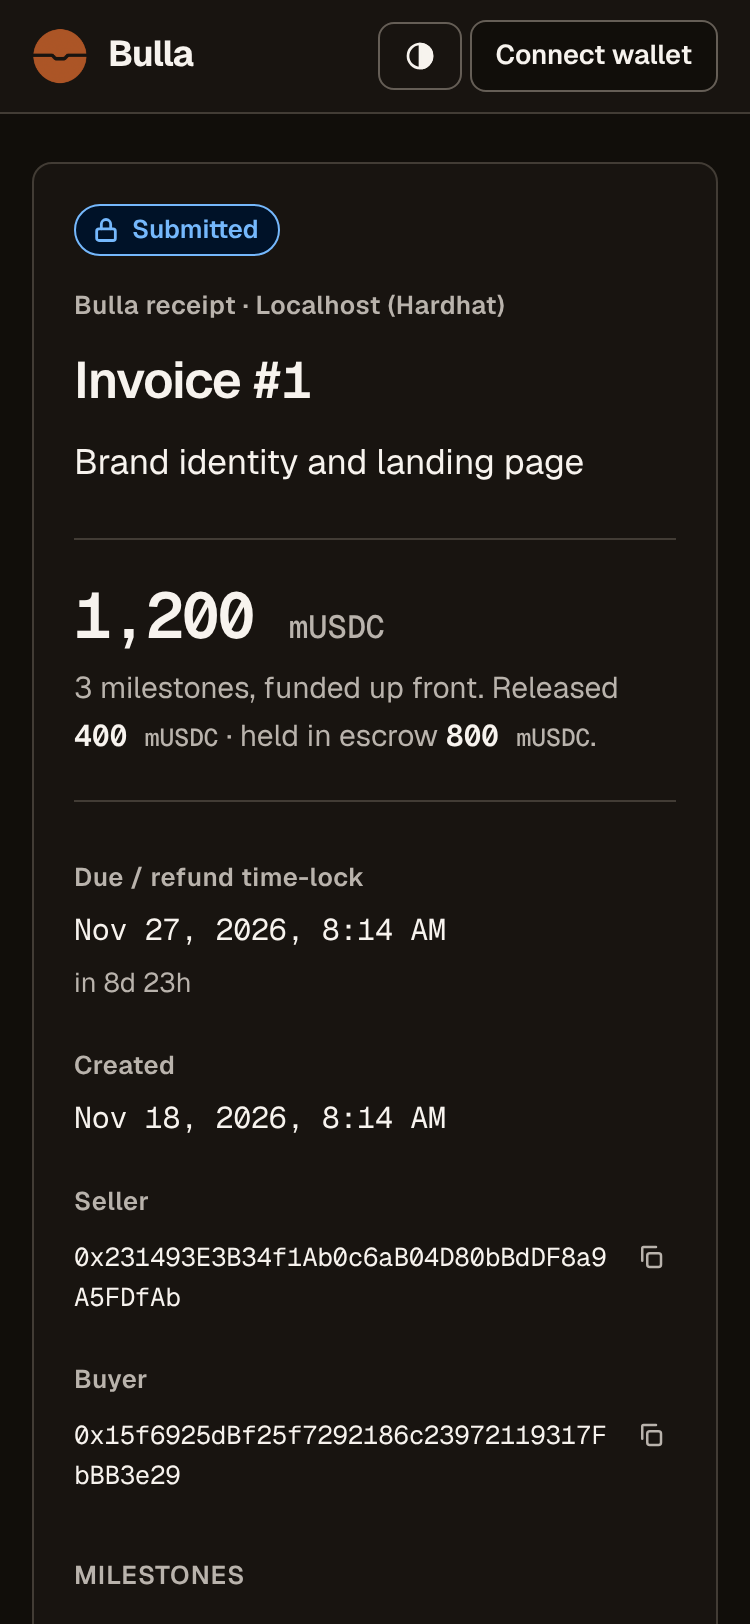 Bulla
Connect wallet
Submitted
Bulla receipt · Localhost (Hardhat)
Invoice #1
Brand identity and landing page
1,200 mUSDC
3 milestones, funded up front. Released
400 mUSDC · held in escrow 800 mUSDC.
Due / refund time-lock
Nov 27, 2026, 8:14 AM
in 8d 23h
Created
Nov 18, 2026, 8:14 AM
Seller
0x231493E3B34f1Ab0c6aB04D80bBdDF8a9
A5FDfAb
Buyer
0x15f6925dBf25f7292186c23972119317F
bBB3e29
MILESTONES